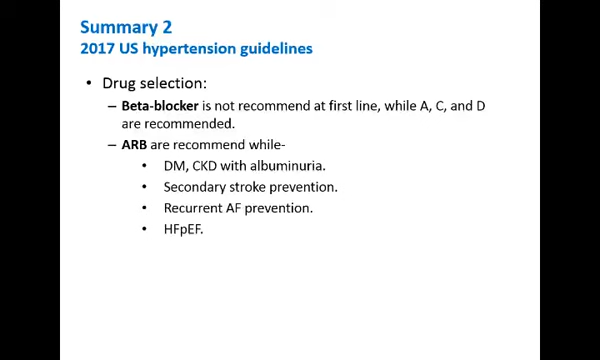 Summary 2
2017 US hypertension guidelines
• Drug selection:
– Beta-blocker is not recommend at first line, while A, C, and D
are recommended.
– ARB are recommend while-
• DM, CKD with albuminuria.
• Secondary stroke prevention.
• Recurrent AF prevention.
• HFpEF.